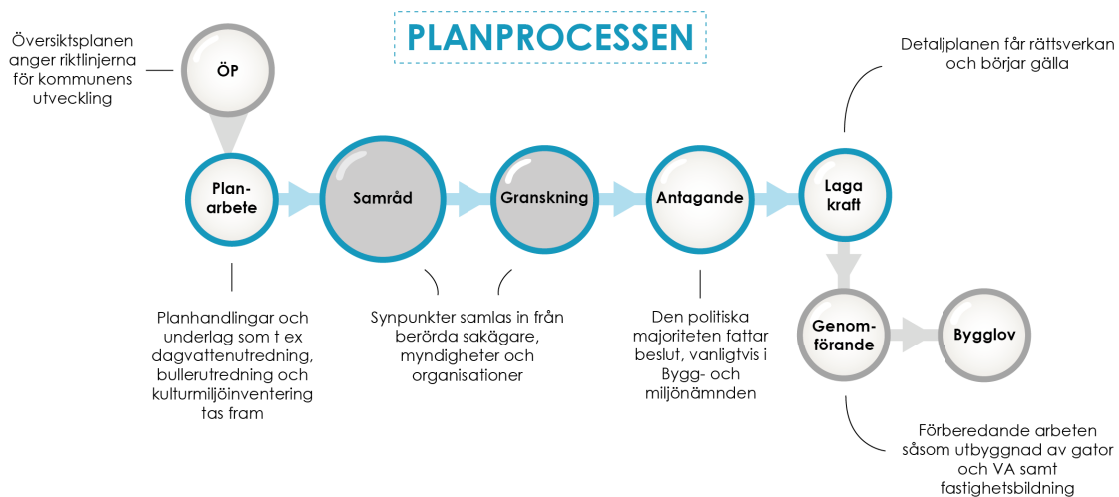 PLANPROCESSEN
Översiktsplanen
anger riktlinjerna
för kommunens
utveckling
ÖP
Detaljplanen får rättsverkan
och börjar gälla
Plan-
arbete
Samråd
Granskning
Antagande
Laga
kraft
Planhandlingar och
underlag som t ex
dagvattenutredning,
bullerutredning och
kulturmiljöinventering
tas fram
Synpunkter samlas in från
berörda sakägare,
myndigheter och
organisationer
Den politiska
majoriteten fattar
beslut, vanligtvis i
Bygg- och
miljönämnden
Genom-
förande
Bygglov
Förberedande arbeten
såsom utbyggnad av gator
och VA samt
fastighetsbildning